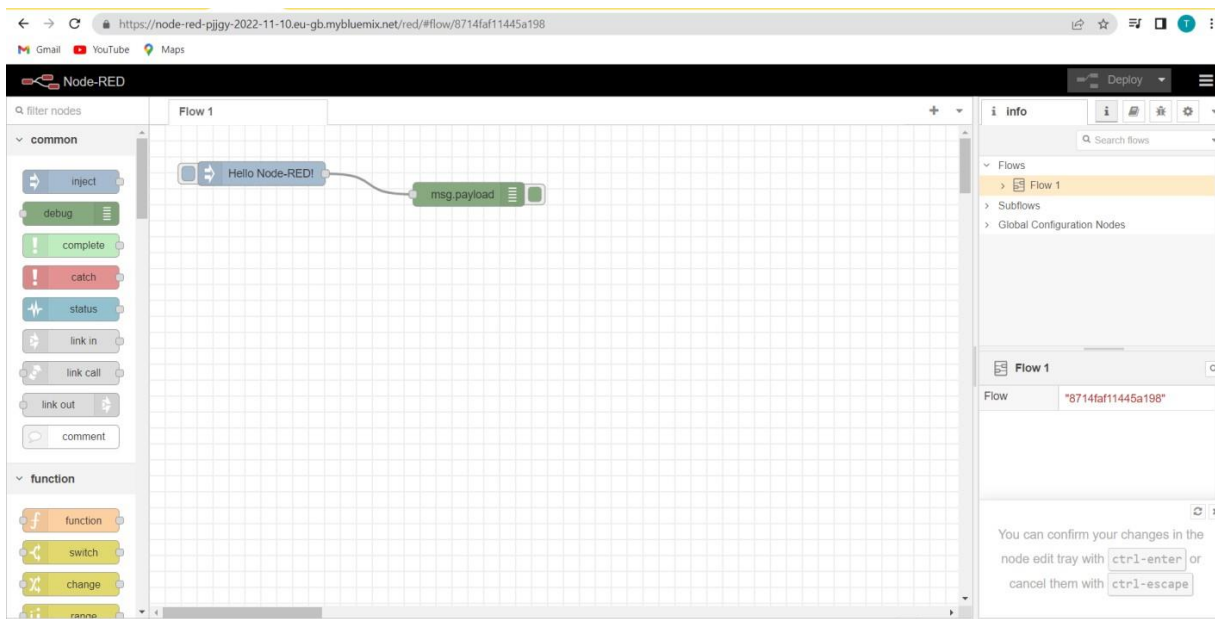 https://node-red-pjjgy-2022-11-10.eu-gb.mybluemix.net/red/#flow/8714faf11445a198
T
Gmail YouTube Maps
Node-RED
Deploy
filter nodes
common
inject
debug
complete
catch
status
link in
link call
link out
comment
function
function
switch
change
range
Flow 1
Hello Node-RED!
msg.payload
i info
i
Search flows
Flows
Flow 1
Subflows
Global Configuration Nodes
Flow 1
Flow "8714faf11445a198"
You can confirm your changes in the
node edit tray with ctrl-enter or
cancel them with ctrl-escape